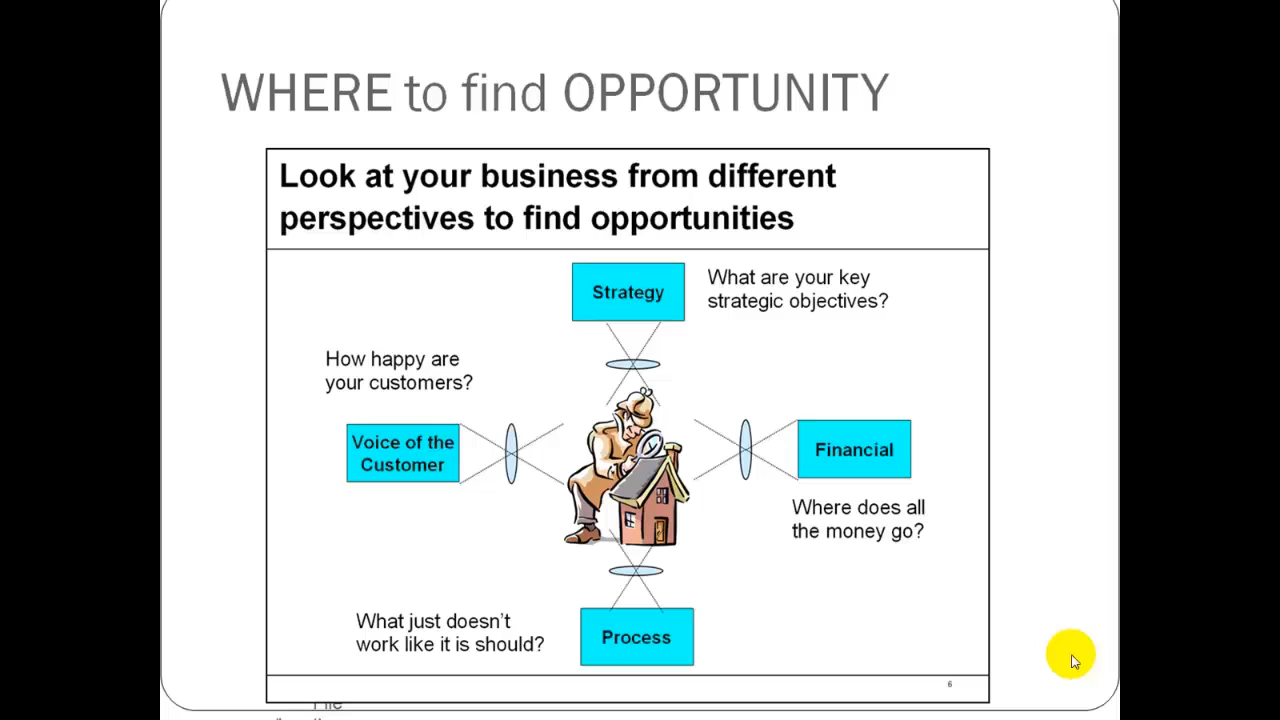 WHERE to find OPPORTUNITY
Look at your business from different
perspectives to find opportunities
Strategy
What are your key
strategic objectives?
How happy are
your customers?
Voice of the
Customer
Financial
Where does all
the money go?
What just doesn't
work like it is should?
Process
6